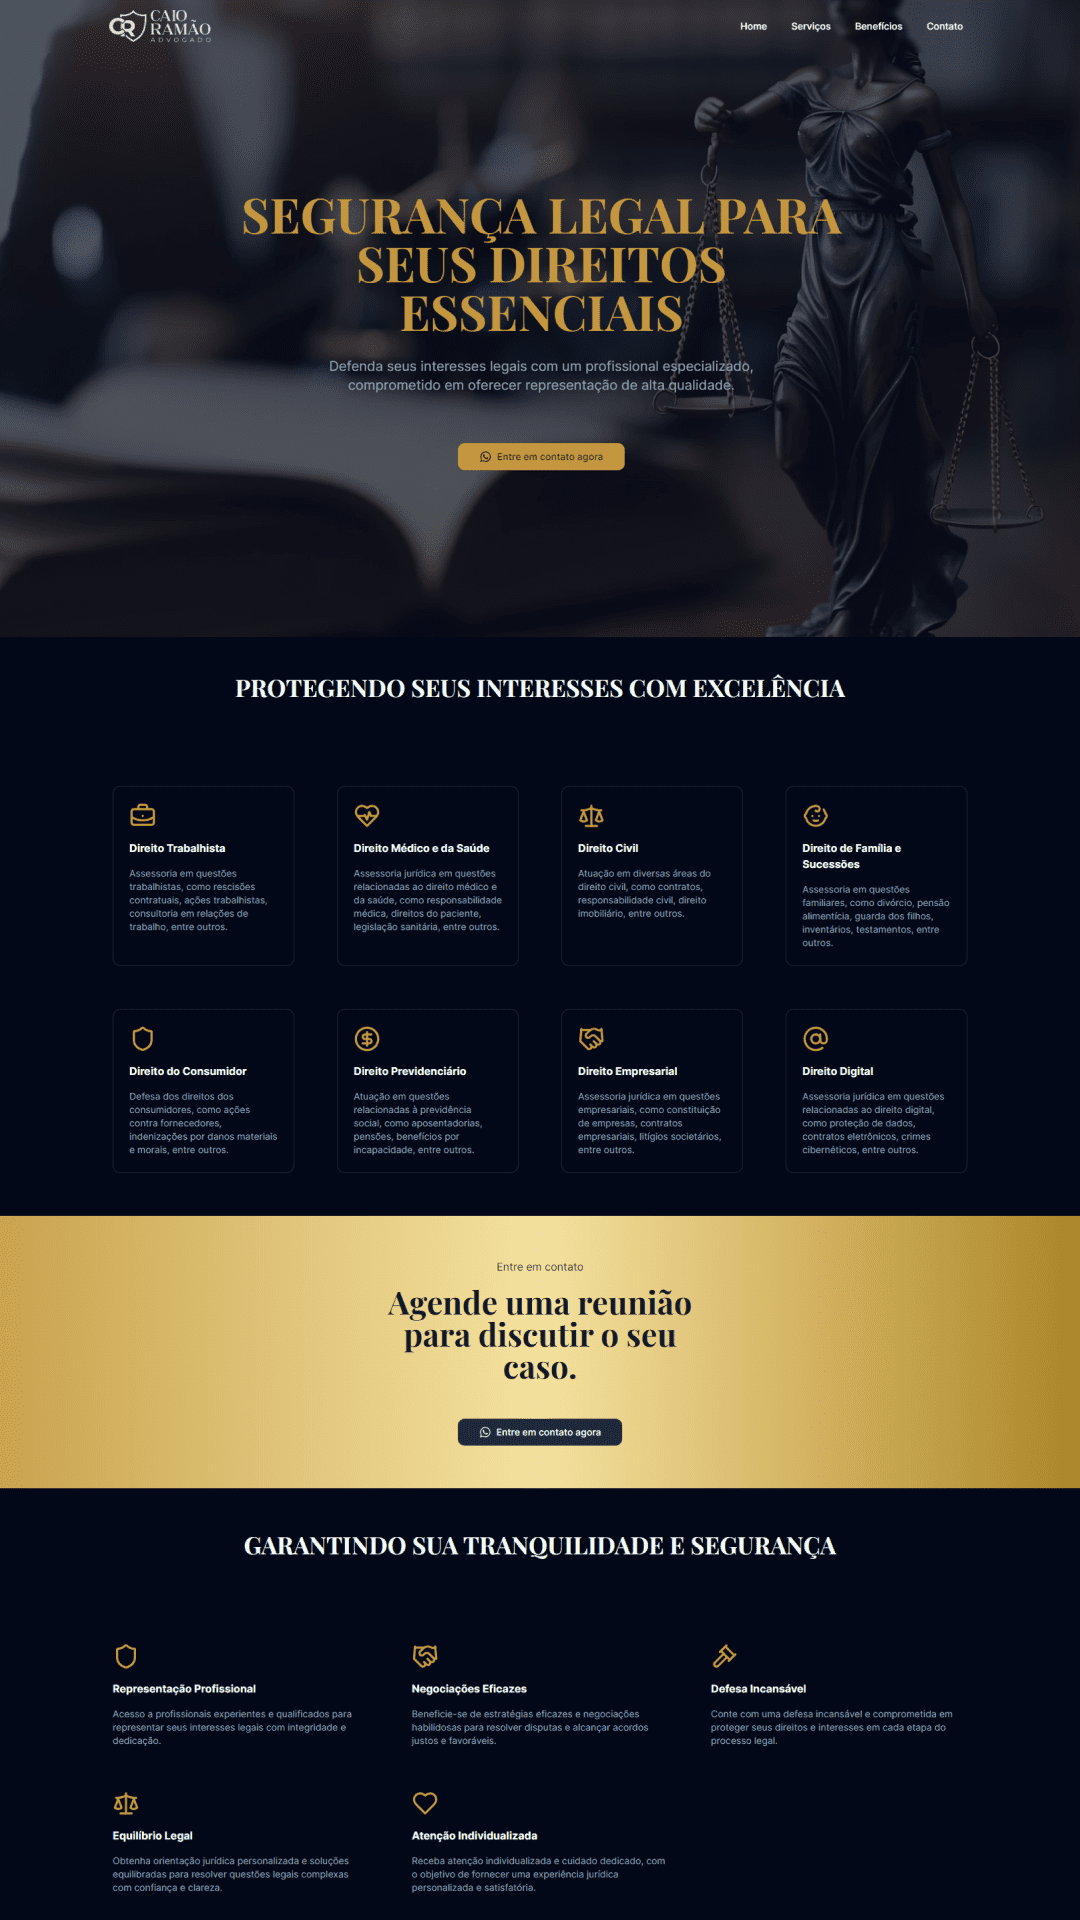 CAIO
RAMÃO
ADVOGADO
Home Serviços Benefícios Contato
SEGURANÇA LEGAL PARA
SEUS DIREITOS
ESSENCIAIS
Defenda seus interesses legais com um profissional especializado,
comprometido em oferecer representação de alta qualidade.
Entre em contato agora
PROTEGENDO SEUS INTERESSES COM EXCELÊNCIA
Direito Trabalhista
Assessoria em questões
trabalhistas, como rescisões
contratuais, ações trabalhistas,
consultoria em relações de
trabalho, entre outros.
Direito Médico e da Saúde
Assessoria jurídica em questões
relacionadas ao direito médico e
da saúde, como responsabilidade
médica, direitos do paciente,
legislação sanitária, entre outros.
Direito Civil
Atuação em diversas áreas do
direito civil, como contratos,
responsabilidade civil, direito
imobiliário, entre outros.
Direito de Família e
Sucessões
Assessoria em questões
familiares, como divórcio, pensão
alimentícia, guarda dos filhos,
inventários, testamentos, entre
outros.
Direito do Consumidor
Defesa dos direitos dos
consumidores, como ações
contra fornecedores,
indenizações por danos materiais
e morais, entre outros.
Direito Previdenciário
Atuação em questões
relacionadas à previdência
social, como aposentadorias,
pensões, benefícios por
incapacidade, entre outros.
Direito Empresarial
Assessoria jurídica em questões
empresariais, como constituição
de empresas, contratos
empresariais, litígios societários,
entre outros.
Direito Digital
Assessoria jurídica em questões
relacionadas ao direito digital,
como proteção de dados,
contratos eletrônicos, crimes
cibernéticos, entre outros.
Entre em contato
Agende uma reunião
para discutir o seu
caso.
Entre em contato agora
GARANTINDO SUA TRANQUILIDADE E SEGURANÇA
Representação Profissional
Acesso a profissionais experientes e qualificados para
representar seus interesses legais com integridade e
dedicação.
Negociações Eficazes
Beneficie-se de estratégias eficazes e negociações
habilidosas para resolver disputas e alcançar acordos
justos e favoráveis.
Defesa Incansável
Conte com uma defesa incansável e comprometida em
proteger seus direitos e interesses em cada etapa do
processo legal.
Equilíbrio Legal
Obtenha orientação jurídica personalizada e soluções
equilibradas para resolver questões legais complexas
com confiança e clareza.
Atenção Individualizada
Receba atenção individualizada e cuidado dedicado, com
o objetivo de fornecer uma experiência jurídica
personalizada e satisfatória.